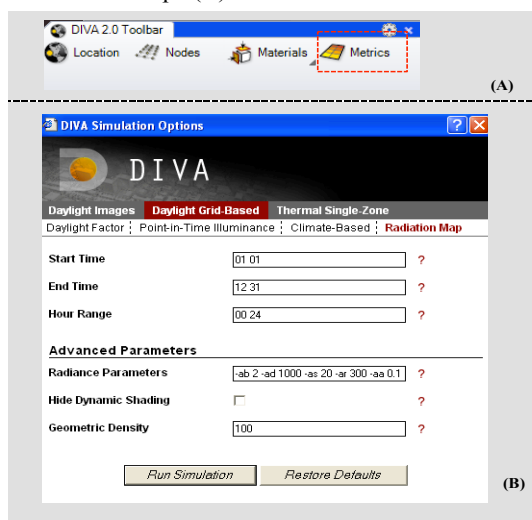 DIVA 2.0 Toolbar
Location Nodes Materials Metrics
(A)
DIVA Simulation Options
DIVA
Daylight Images Daylight Grid-Based Thermal Single-Zone
Daylight Factor Point-in-Time Illuminance Climate-Based Radiation Map
Start Time 01 01 ?
End Time 12 31 ?
Hour Range 00 24 ?
Advanced Parameters
Radiance Parameters -ab 2 -ad 1000 -as 20 -ar 300 -aa 0.1 ?
Hide Dynamic Shading ?
Geometric Density 100 ?
Run Simulation Restore Defaults
(B)